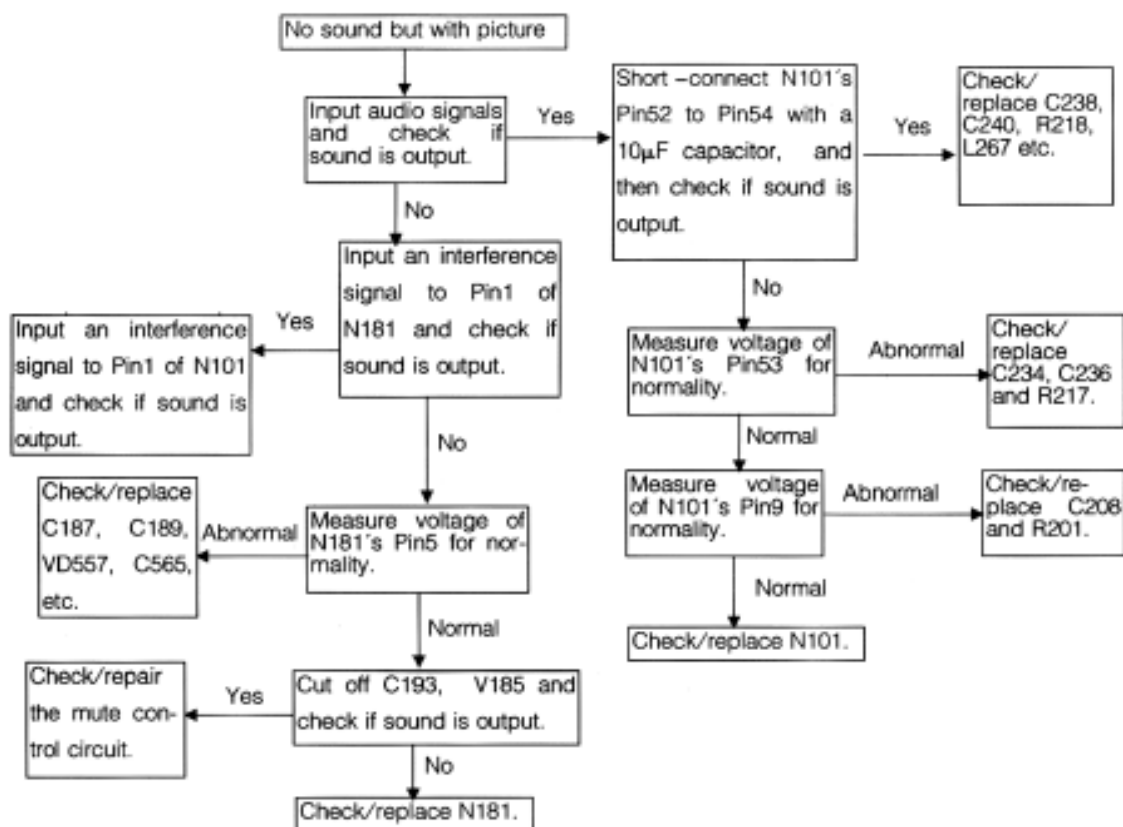 No sound but with picture
Input audio signals
and check if
sound is output.
Yes
Short-connect N101's
Pin52 to Pin54 with a
10μF capacitor, and
then check if sound is
output.
Yes
Check/
replace C238,
C240, R218,
L267 etc.
No
Input an interference
signal to Pin1 of
N181 and check if
sound is output.
Yes
Input an interference
signal to Pin1 of N101
and check if sound is
output.
No
Measure voltage of
N101's Pin53 for
normality.
Abnormal
Check/
replace
C234, C236
and R217.
No
Normal
Check/replace
C187, C189,
VD557, C565,
etc.
Abnormal
Measure voltage of
N181's Pin5 for nor-
mality.
Measure voltage
of N101's Pin9 for
normality.
Abnormal
Check/re-
place C208
and R201.
Normal
Normal
Check/replace N101.
Check/repair
the mute con-
trol circuit.
Yes
Cut off C193, V185 and
check if sound is output.
No
Check/replace N181.